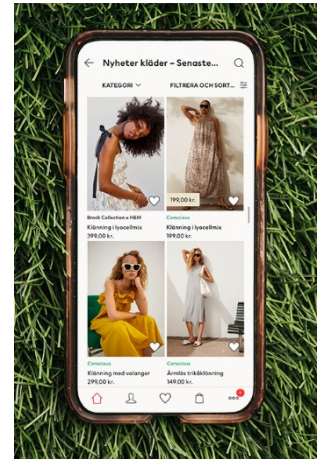 Nyheter kläder – Senaste...
KATEGORI
FILTRERA OCH SORT...
199,00 kr.
Brock Collection x H&M
Klänning i lyocellmix
399,00 kr.
Conscious
Klänning i lyocellmix
199,00 kr.
Conscious
Klänning med volanger
299,00 kr.
Conscious
Ärmlös trikåklänning
149,00 kr.